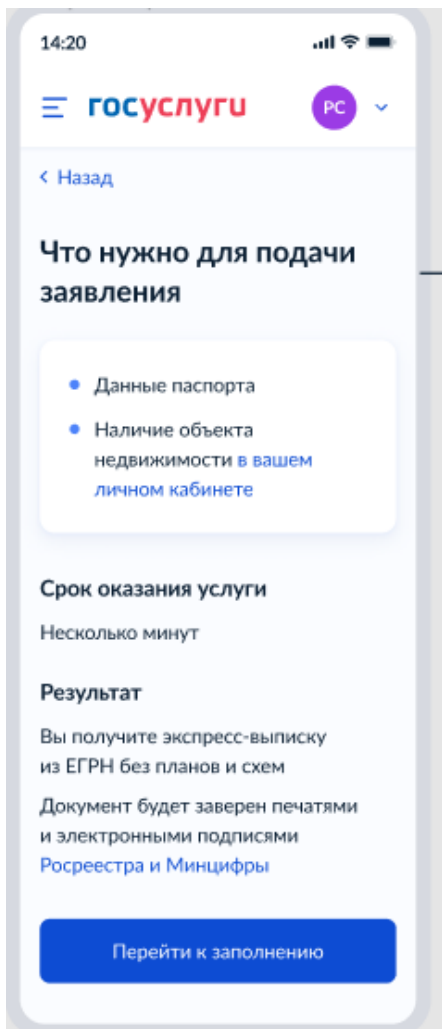 14:20
госуслуги
РС
Назад
Что нужно для подачи
заявления
Данные паспорта
Наличие объекта
недвижимости в вашем
личном кабинете
Срок оказания услуги
Несколько минут
Результат
Вы получите экспресс-выписку
из ЕГРН без планов и схем
Документ будет заверен печатями
и электронными подписями
Росреестра и Минцифры
Перейти к заполнению